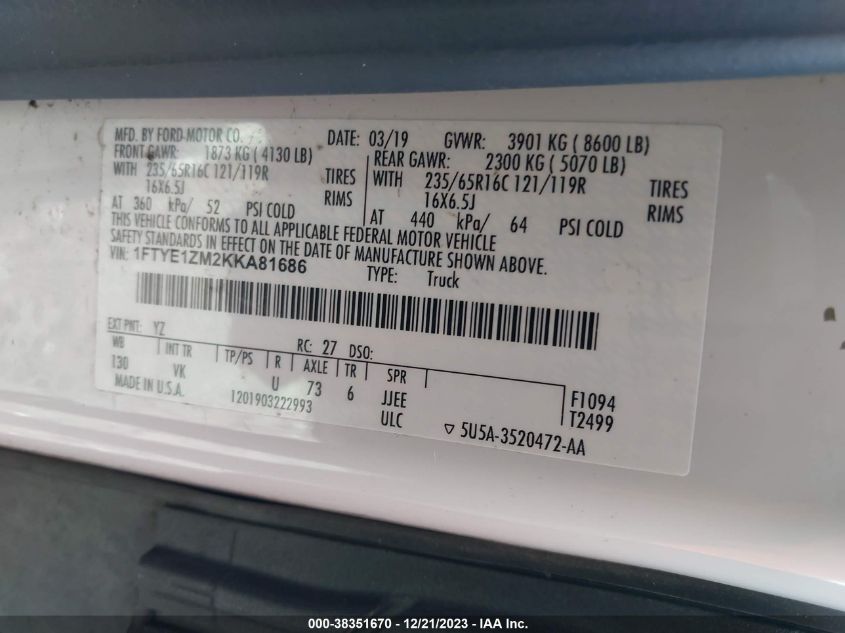 MFD. BY FORD MOTOR CO. DATE: 03/19 GVWR: 3901 KG ( 8600 LB)
FRONT GAWR: 1873 KG ( 4130 LB) REAR GAWR: 2300 KG ( 5070 LB)
WITH 235/65R16C 121/119R TIRES WITH 235/65R16C 121/119R TIRES
16X6.5J RIMS 16X6.5J RIMS
AT 360 kPa/ 52 PSI COLD AT 440 kPa/ 64 PSI COLD
THIS VEHICLE CONFORMS TO ALL APPLICABLE FEDERAL MOTOR VEHICLE
SAFETY STANDARDS IN EFFECT ON THE DATE OF MANUFACTURE SHOWN ABOVE.
VIN: 1FTYE1ZM2KKA81686 TYPE: Truck
EXT PNT: YZ RC: 27 DSO:
WB INT TR TP/PS R AXLE TR SPR
130 VK U 73 6 JJEE F1094
MADE IN U.S.A. 1201903222993 ULC T2499
5U5A-3520472-AA
000-38351670 - 12/21/2023 - U.S.A. Inc.